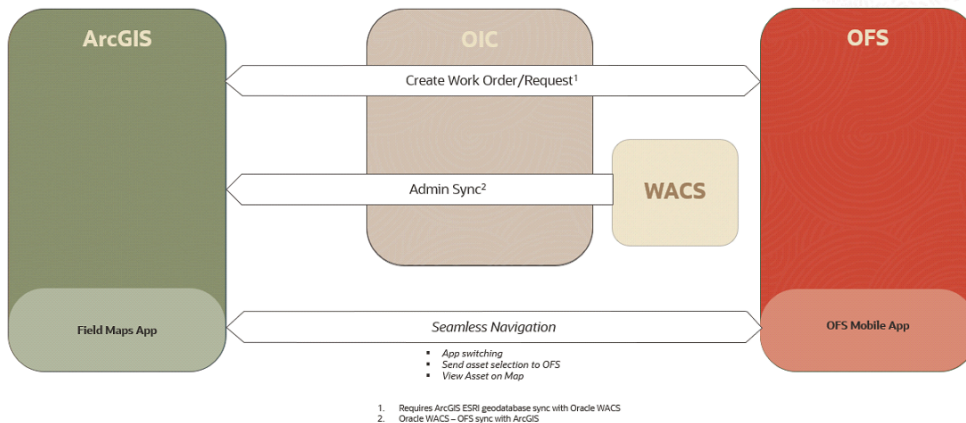 ArcGIS
OIC
OFS
Create Work Order/Request¹
Admin Sync²
WACS
Field Maps App
Seamless Navigation
OFS Mobile App
▪ App switching
▪ Send asset selection to OFS
▪ View Asset on Map
1. Requires ArcGIS ESRI geodatabase sync with Oracle WACS
2. Oracle WACS – OFS sync with ArcGIS